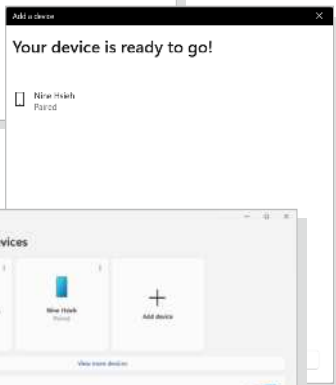 Add a device
Your device is ready to go!
Nine Hsieh
Paired
vices
Nine Hsieh
Paired
Add device
View more devices